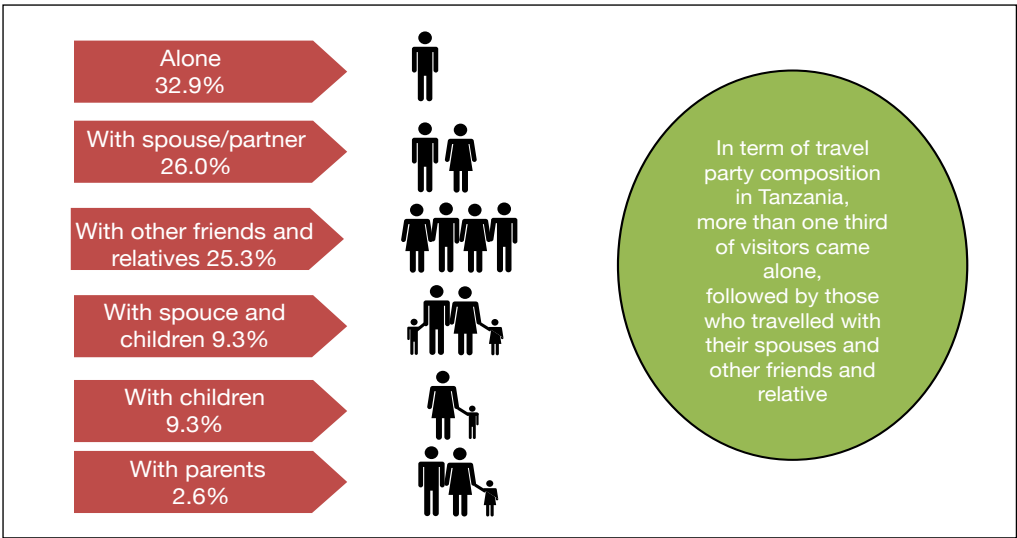 Alone
32.9%
With spouse/partner
26.0%
With other friends and
relatives 25.3%
With spouce and
children 9.3%
With children
9.3%
With parents
2.6%
In term of travel
party composition
in Tanzania,
more than one third
of visitors came
alone,
followed by those
who travelled with
their spouses and
other friends and
relative